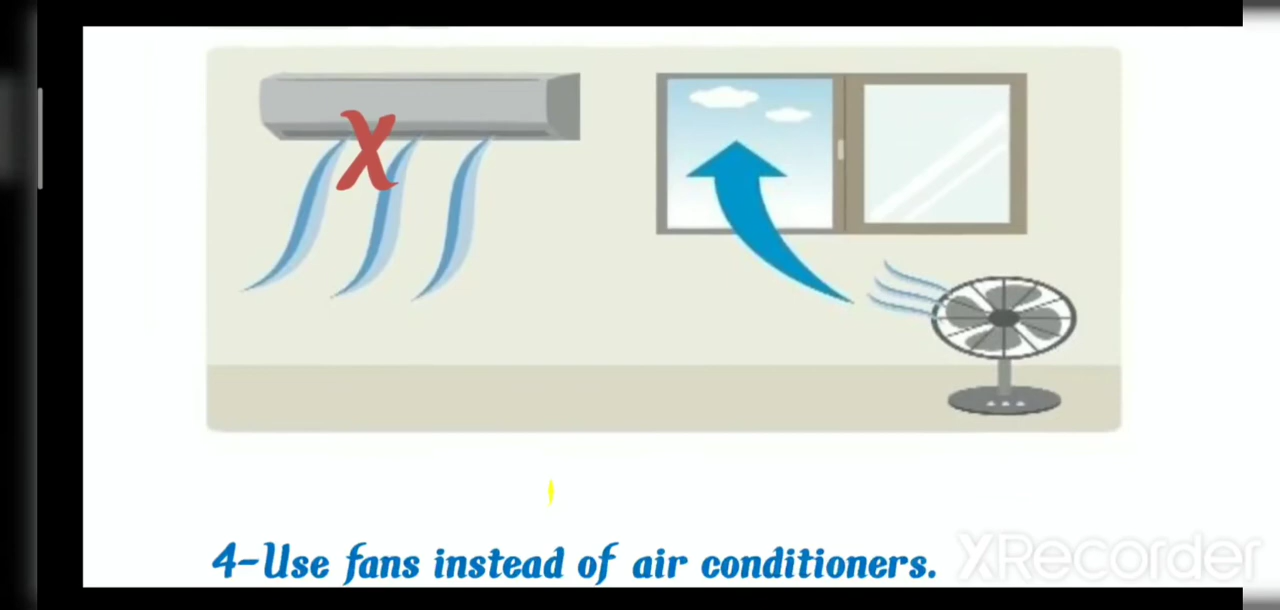 X
4-Use fans instead of air conditioners.
XRecorder